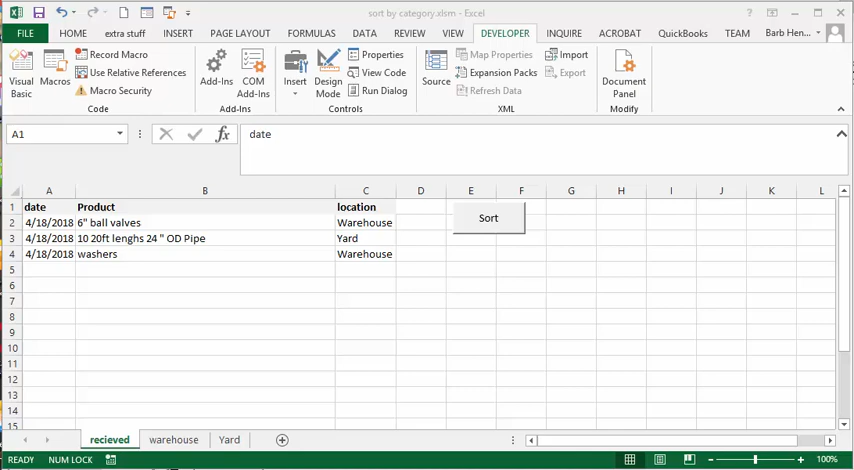 sort by category.xlsm - Excel
FILE HOME extra stuff INSERT PAGE LAYOUT FORMULAS DATA REVIEW VIEW DEVELOPER INQUIRE ACROBAT QuickBooks TEAM Barb Hen...
Visual Basic
Macros
Record Macro
Use Relative References
Macro Security
Code
Add-Ins
COM Add-Ins
Add-Ins
Insert
Design Mode
Properties
View Code
Run Dialog
Controls
Source
Map Properties
Expansion Packs
Refresh Data
Import
Export
XML
Document Panel
Modify
A1 fx date
A B C D E F G H I J K L
1 date Product location
2 4/18/2018 6" ball valves Warehouse
3 4/18/2018 10 20ft lenghs 24 " OD Pipe Yard
4 4/18/2018 washers Warehouse
Sort
5
6
7
8
9
10
11
12
13
14
15
recieved warehouse Yard
READY NUM LOCK 100%